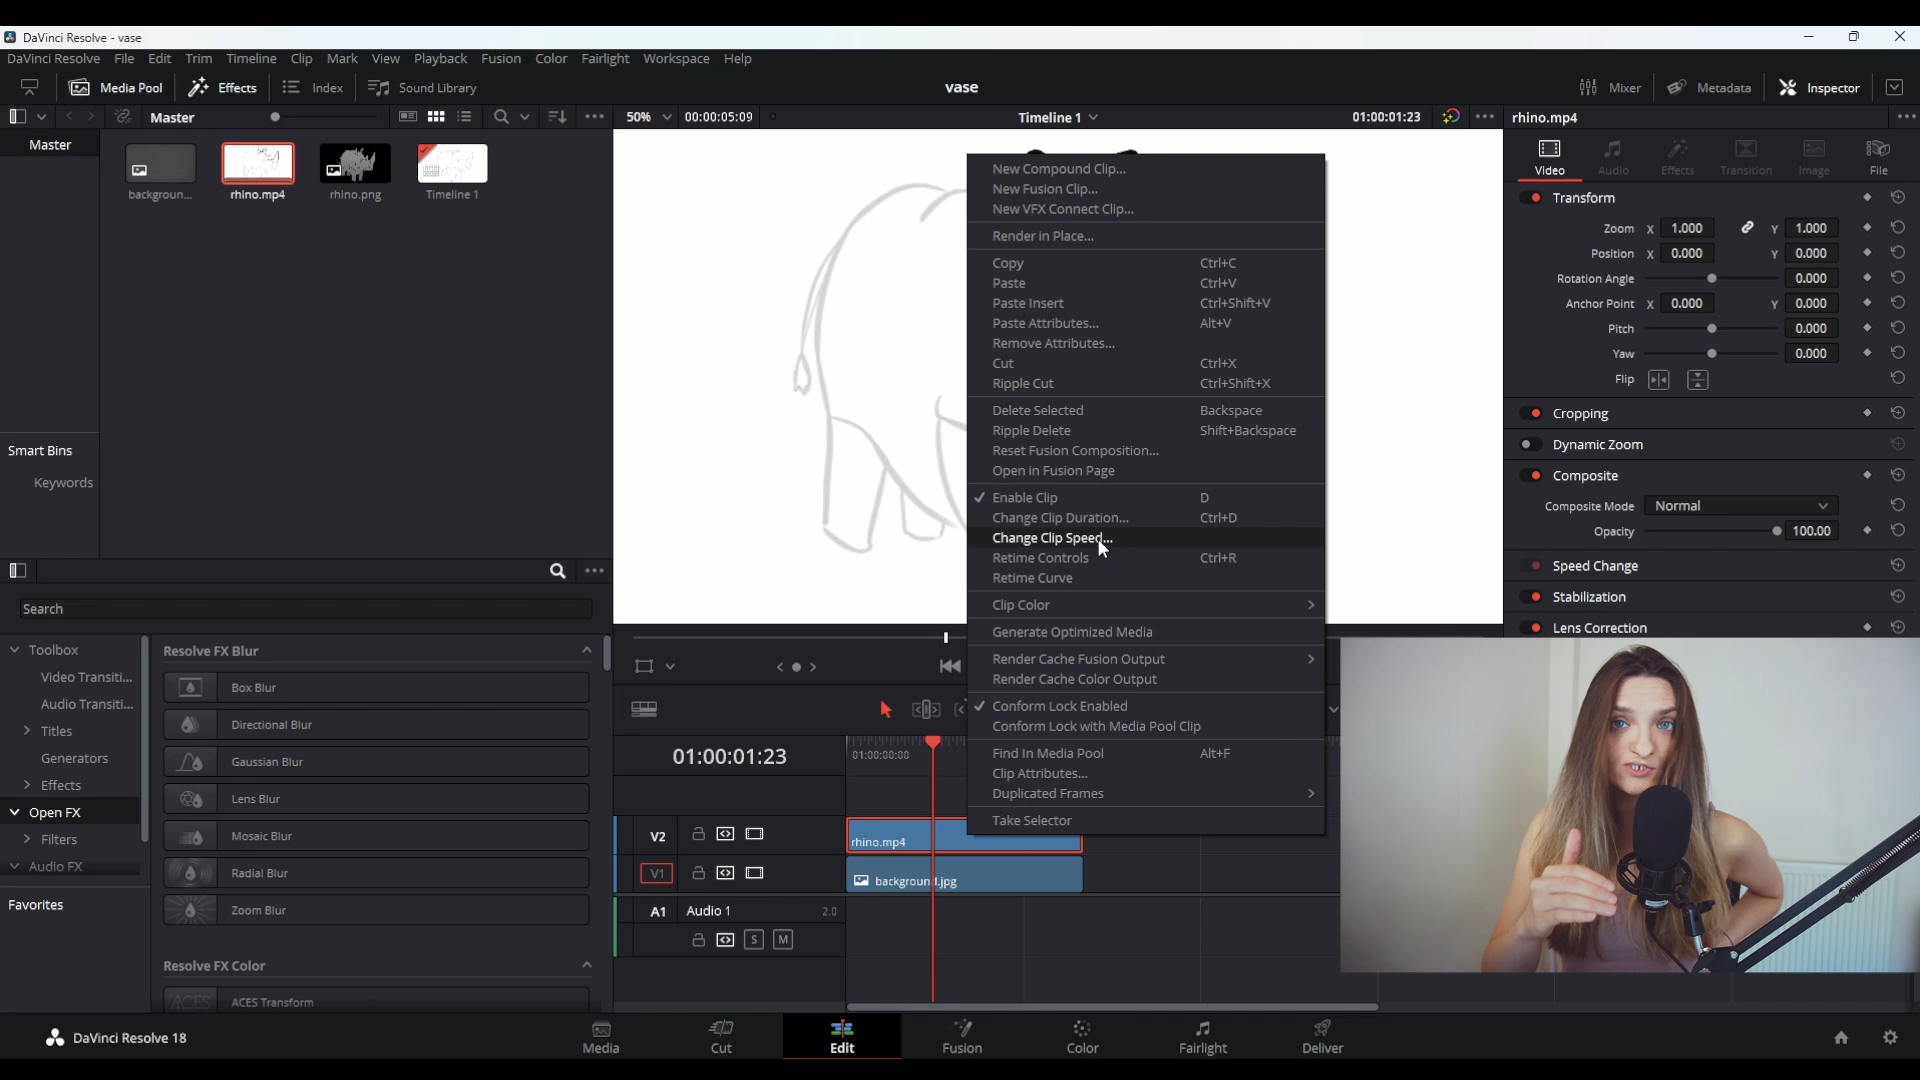 DaVinci Resolve - vase
DaVinci Resolve File Edit Trim Timeline Clip Mark View Playback Fusion Color Fairlight Workspace Help
Media Pool Effects Index Sound Library vase Mixer Metadata Inspector
Master 50% 00:00:05:09 Timeline 1 01:00:01:23 rhino.mp4
Master
backgroun... rhino.mp4 rhino.png Timeline 1
Video Audio Effects Transition Image File
Transform
Zoom X 1.000 Y 1.000
Position X 0.000 Y 0.000
Rotation Angle 0.000
Anchor Point X 0.000 Y 0.000
Pitch 0.000
Yaw 0.000
Flip
Cropping
Dynamic Zoom
Composite
Composite Mode Normal
Opacity 100.00
Speed Change
Stabilization
Lens Correction
New Compound Clip...
New Fusion Clip...
New VFX Connect Clip...
Render in Place...
Copy Ctrl+C
Paste Ctrl+V
Paste Insert Ctrl+Shift+V
Paste Attributes... Alt+V
Remove Attributes...
Cut Ctrl+X
Ripple Cut Ctrl+Shift+X
Delete Selected Backspace
Ripple Delete Shift+Backspace
Reset Fusion Composition...
Open in Fusion Page
Enable Clip D
Change Clip Duration... Ctrl+D
Change Clip Speed...
Retime Controls Ctrl+R
Retime Curve
Clip Color
Generate Optimized Media
Render Cache Fusion Output
Render Cache Color Output
Conform Lock Enabled
Conform Lock with Media Pool Clip
Find In Media Pool Alt+F
Clip Attributes...
Duplicated Frames
Take Selector
Smart Bins
Keywords
Search
Toolbox
Video Transiti...
Audio Transiti...
Titles
Generators
Effects
Open FX
Filters
Audio FX
Favorites
Resolve FX Blur
Box Blur
Directional Blur
Gaussian Blur
Lens Blur
Mosaic Blur
Radial Blur
Zoom Blur
Resolve FX Color
ACES ACES Transform
01:00:01:23 01:00:00:00
V2 rhino.mp4
V1
A1 Audio 1 2.0
S M
DaVinci Resolve 18 Media Cut Edit Fusion Color Fairlight Deliver